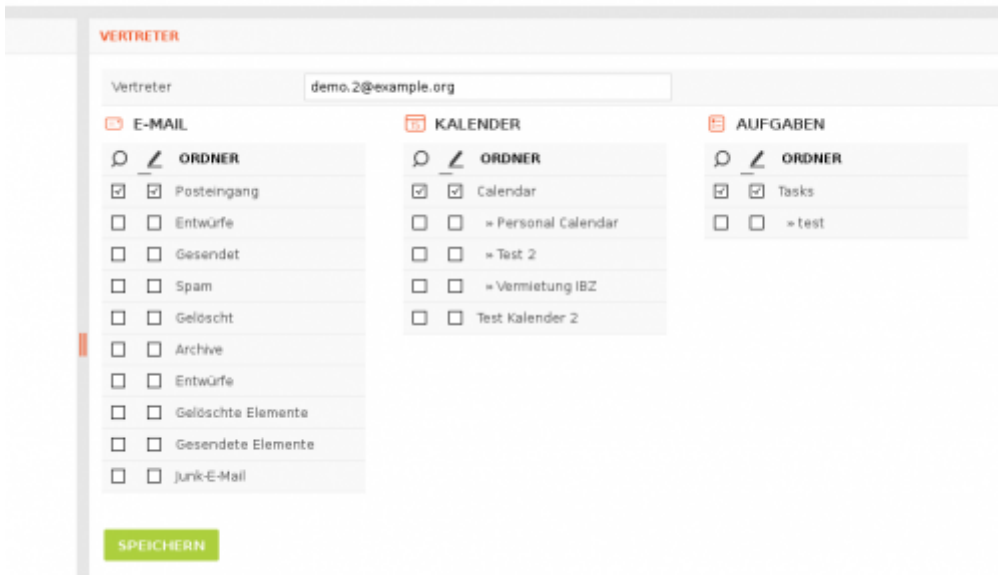 VERTRETER
Vertreter demo.2@example.org
E-MAIL
ORDNER
Posteingang
Entwürfe
Gesendet
Spam
Gelöscht
Archive
Entwürfe
Gelöschte Elemente
Gesendete Elemente
Junk-E-Mail
KALENDER
ORDNER
Calendar
» Personal Calendar
» Test 2
» Vermietung IBZ
Test Kalender 2
AUFGABEN
ORDNER
Tasks
» test
SPEICHERN